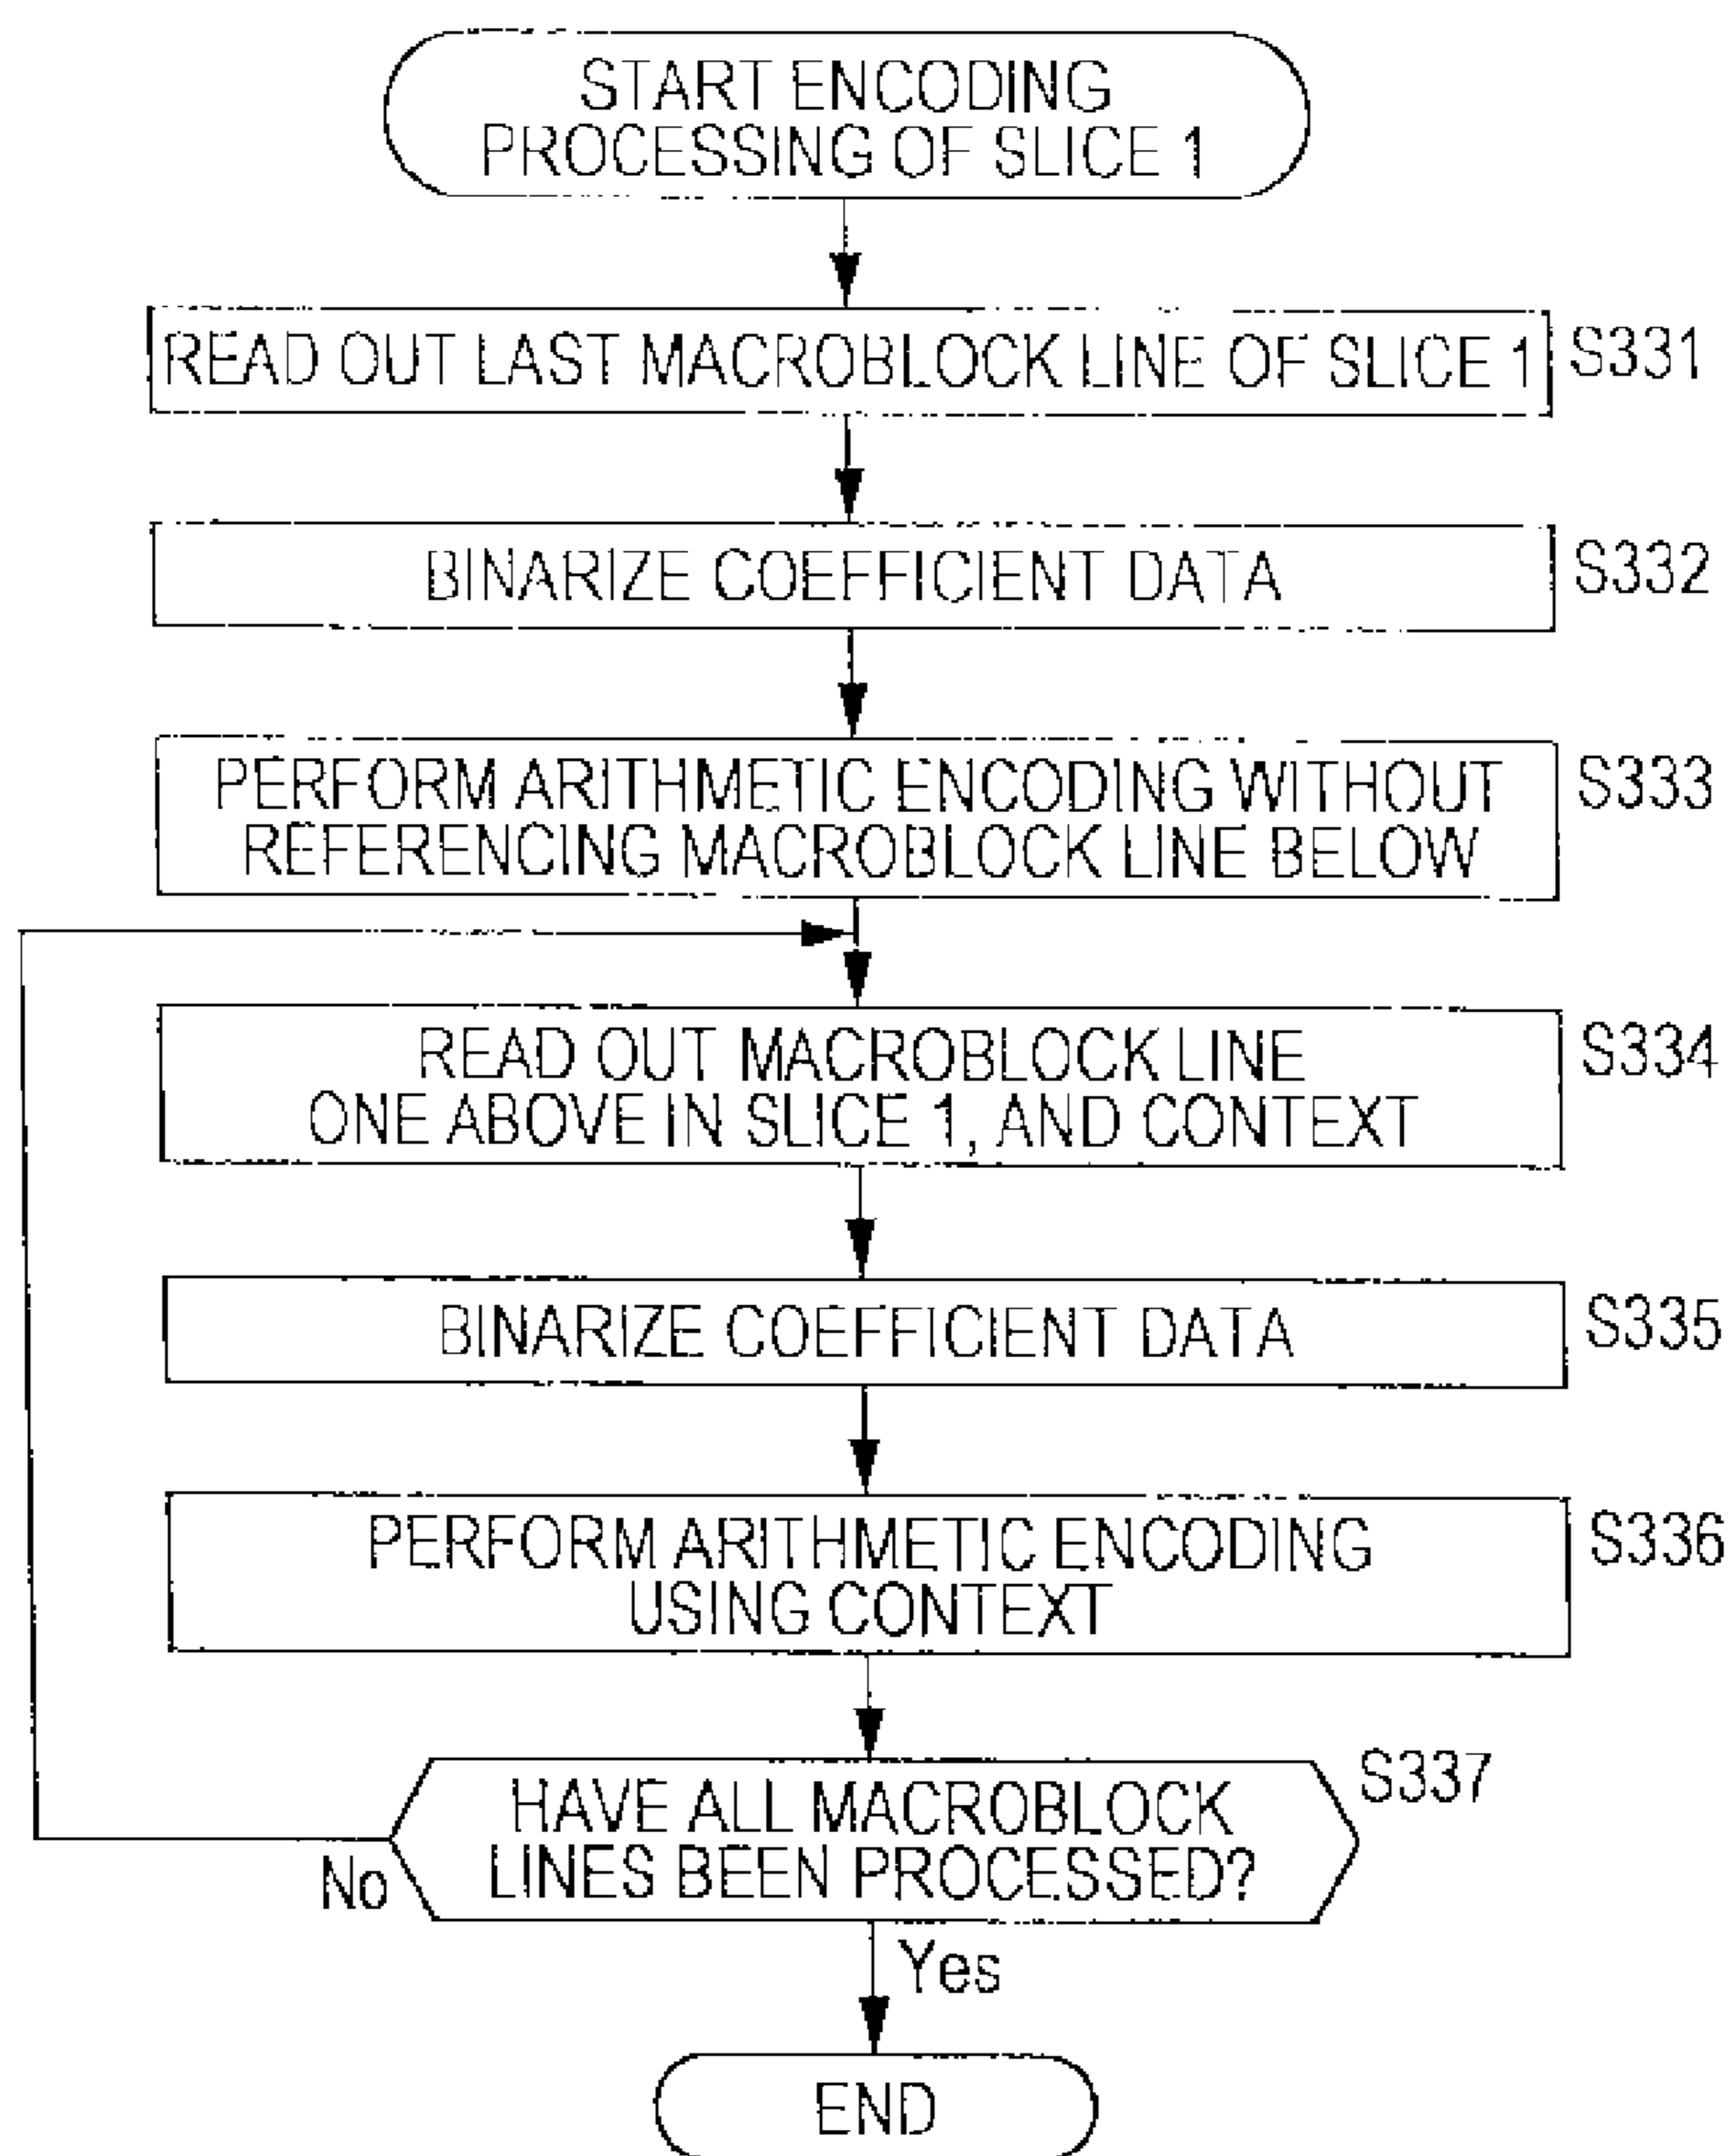 START ENCODING
PROCESSING OF SLICE 1
READ OUT LAST MACROBLOCK LINE OF SLICE 1
S331
BINARIZE COEFFICIENT DATA
S332
PERFORM ARITHMETIC ENCODING WITHOUT
REFERENCING MACROBLOCK LINE BELOW
S333
READ OUT MACROBLOCK LINE
ONE ABOVE IN SLICE 1, AND CONTEXT
S334
BINARIZE COEFFICIENT DATA
S335
PERFORM ARITHMETIC ENCODING
USING CONTEXT
S336
HAVE ALL MACROBLOCK
LINES BEEN PROCESSED?
S337
No
Yes
END